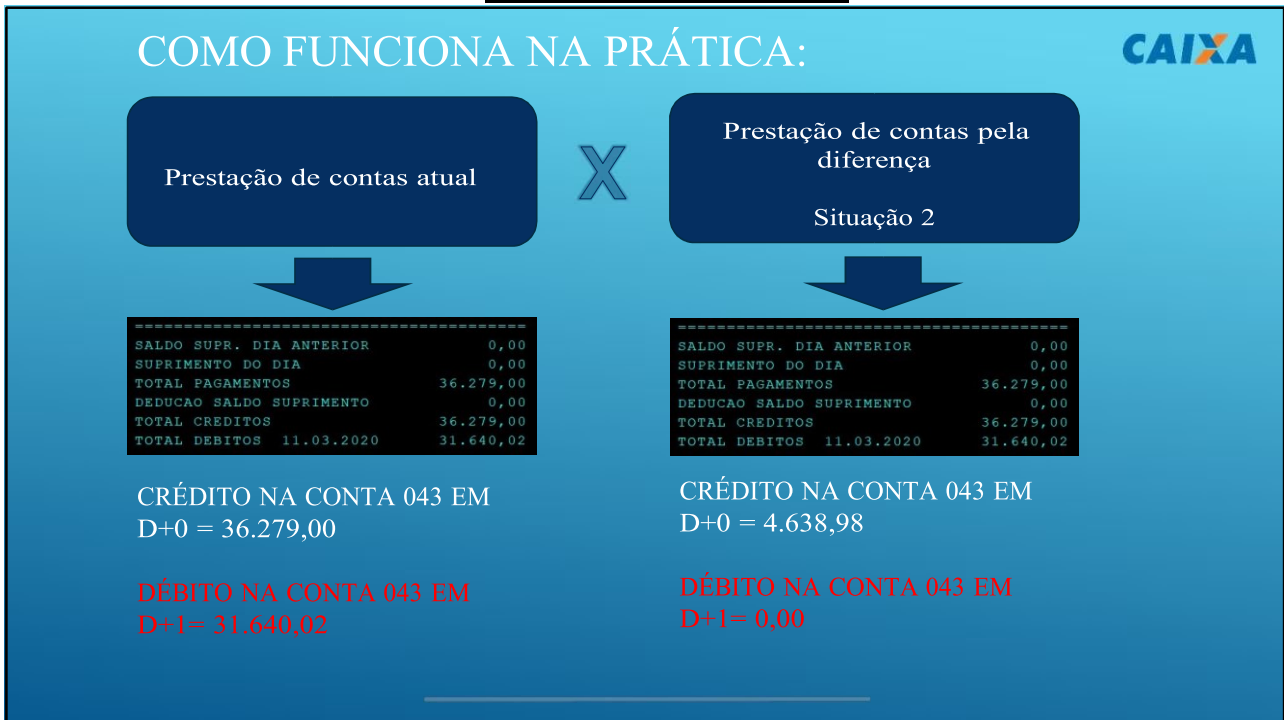 COMO FUNCIONA NA PRÁTICA:
CAIXA
Prestação de contas atual
X
Prestação de contas pela
diferença
Situação 2
========================================
SALDO SUPR. DIA ANTERIOR 0,00
SUPRIMENTO DO DIA 0,00
TOTAL PAGAMENTOS 36.279,00
DEDUCAO SALDO SUPRIMENTO 0,00
TOTAL CREDITOS 36.279,00
TOTAL DEBITOS 11.03.2020 31.640,02
CRÉDITO NA CONTA 043 EM
D+0 = 36.279,00
DÉBITO NA CONTA 043 EM
D+1= 31.640,02
========================================
SALDO SUPR. DIA ANTERIOR 0,00
SUPRIMENTO DO DIA 0,00
TOTAL PAGAMENTOS 36.279,00
DEDUCAO SALDO SUPRIMENTO 0,00
TOTAL CREDITOS 36.279,00
TOTAL DEBITOS 11.03.2020 31.640,02
CRÉDITO NA CONTA 043 EM
D+0 = 4.638,98
DÉBITO NA CONTA 043 EM
D+1= 0,00